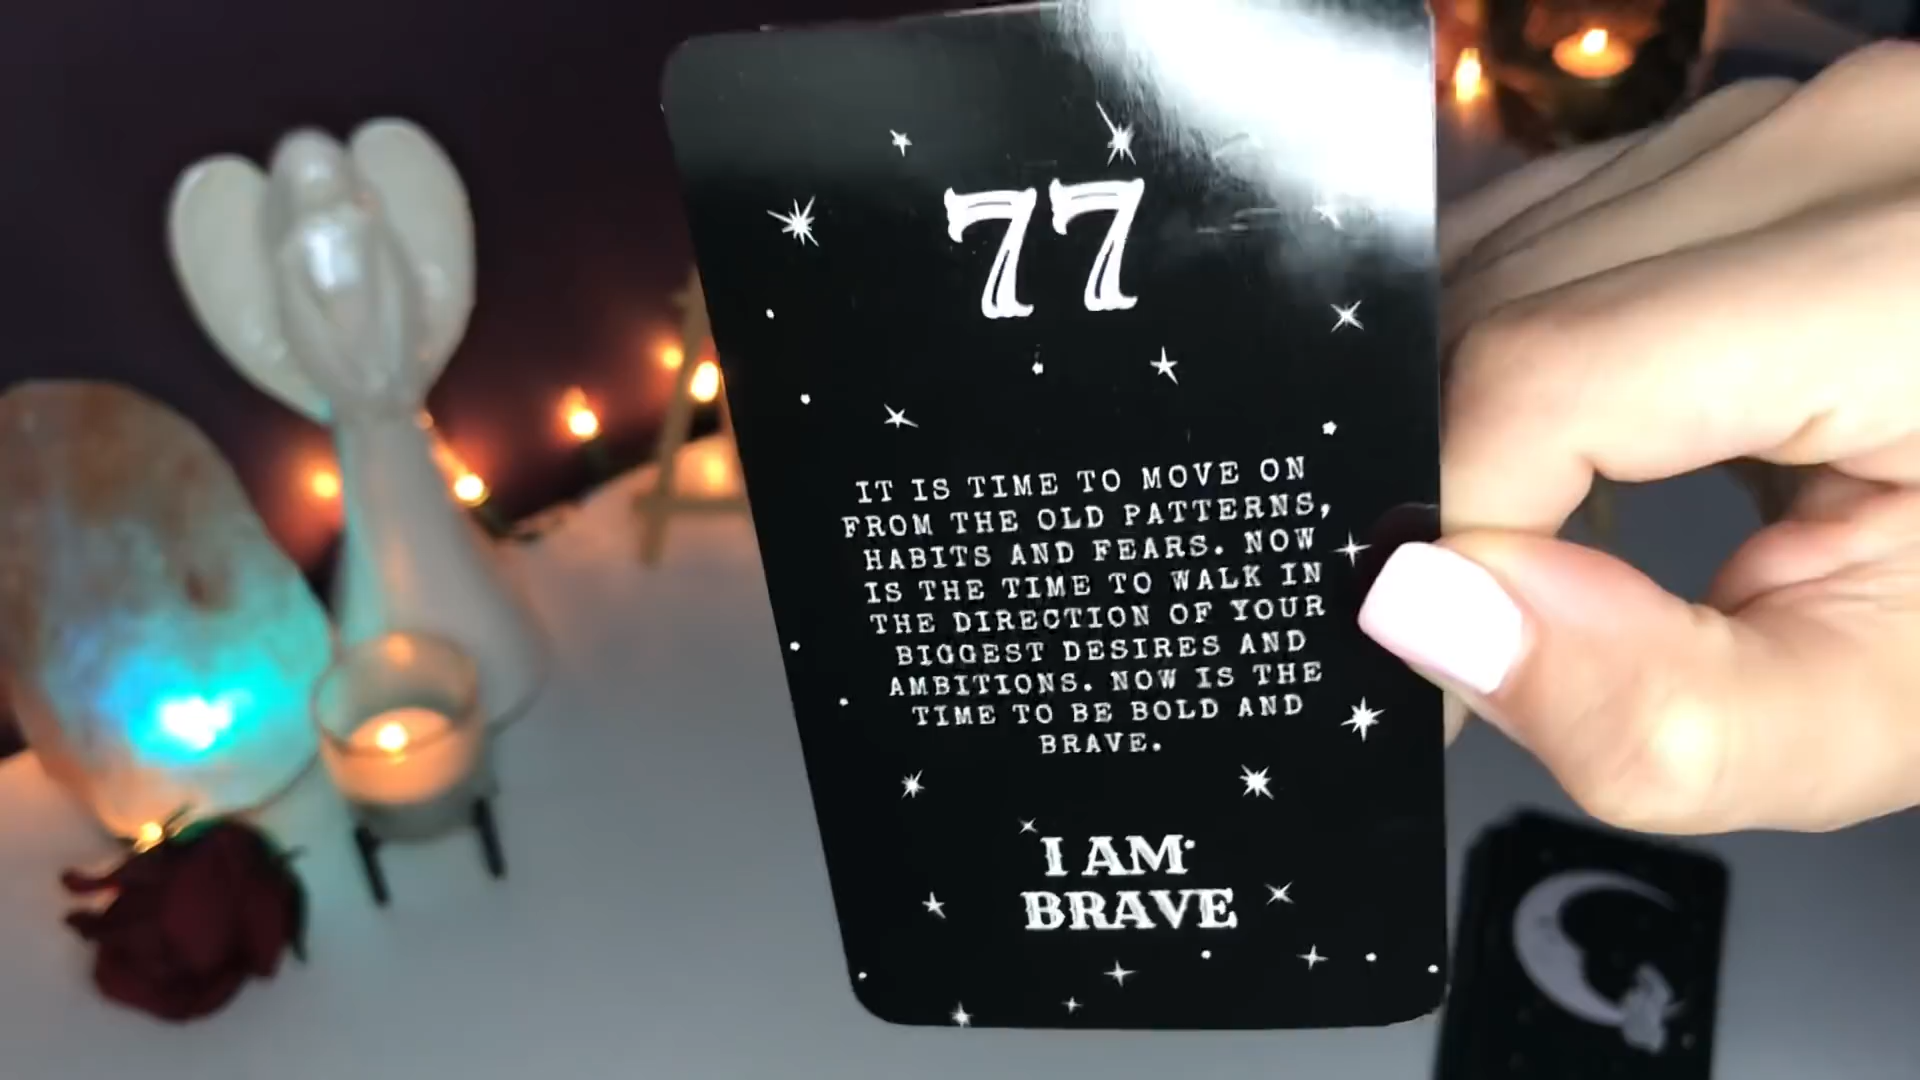 77
IT IS TIME TO MOVE ON
FROM THE OLD PATTERNS,
HABITS AND FEARS. NOW
IS THE TIME TO WALK IN
THE DIRECTION OF YOUR
BIGGEST DESIRES AND
AMBITIONS. NOW IS THE
TIME TO BE BOLD AND
BRAVE.
I AM
BRAVE